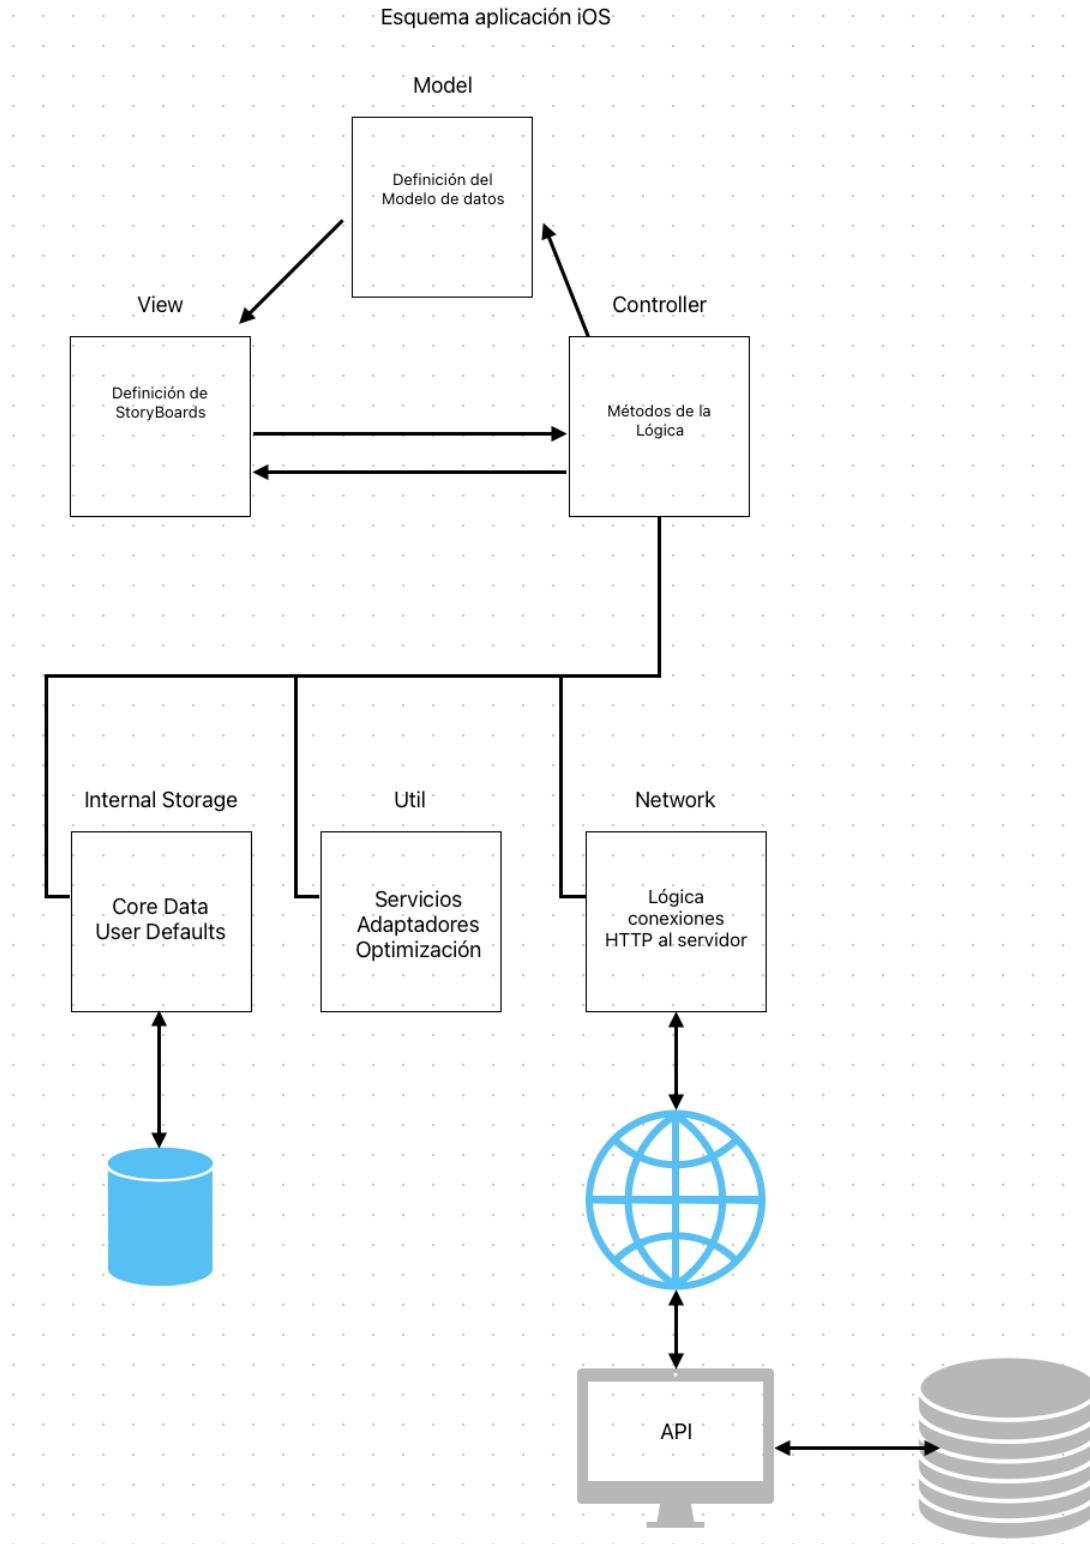 Esquema aplicación iOS
Model
Definición del
Modelo de datos
View
Controller
Definición de
StoryBoards
Métodos de la
Lógica
Internal Storage
Util
Network
Core Data
User Defaults
Servicios
Adaptadores
Optimización
Lógica
conexiones
HTTP al servidor
API